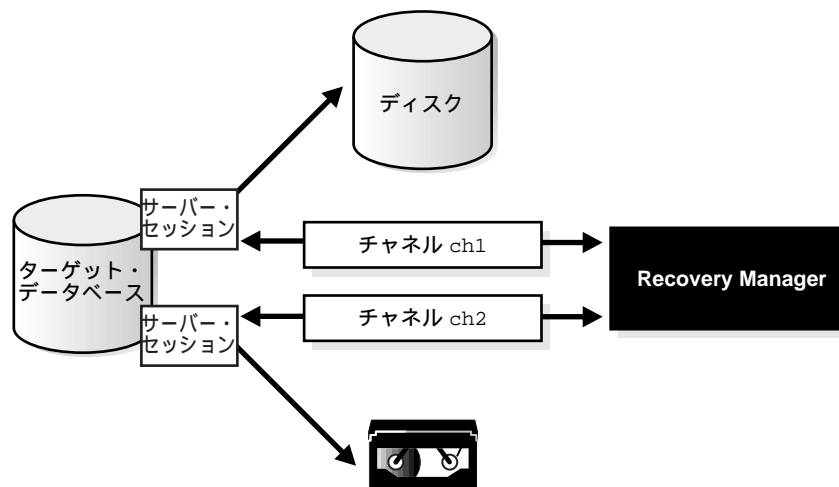 ディスク
サーバー・
セッション
チャネル ch1
ターゲット・
データベース
Recovery Manager
サーバー・
セッション
チャネル ch2